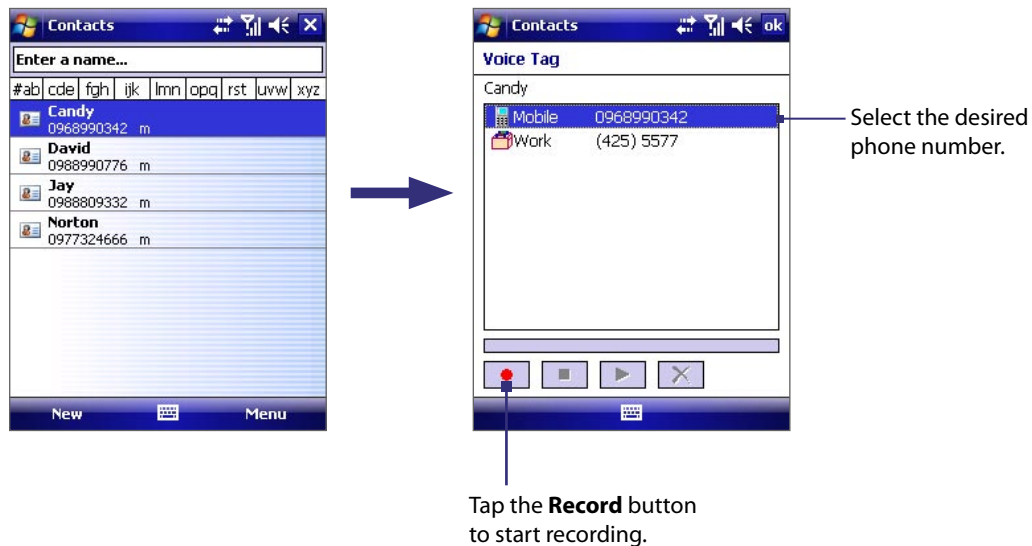 Contacts
Enter a name...
#ab cde fgh ijk lmn opq rst uvw xyz
Candy
0968990342 m
David
0988990776 m
Jay
0988809332 m
Norton
0977324666 m
New Menu
Contacts ok
Voice Tag
Candy
Mobile 0968990342
Work (425) 5577
Select the desired
phone number.
Tap the Record button
to start recording.